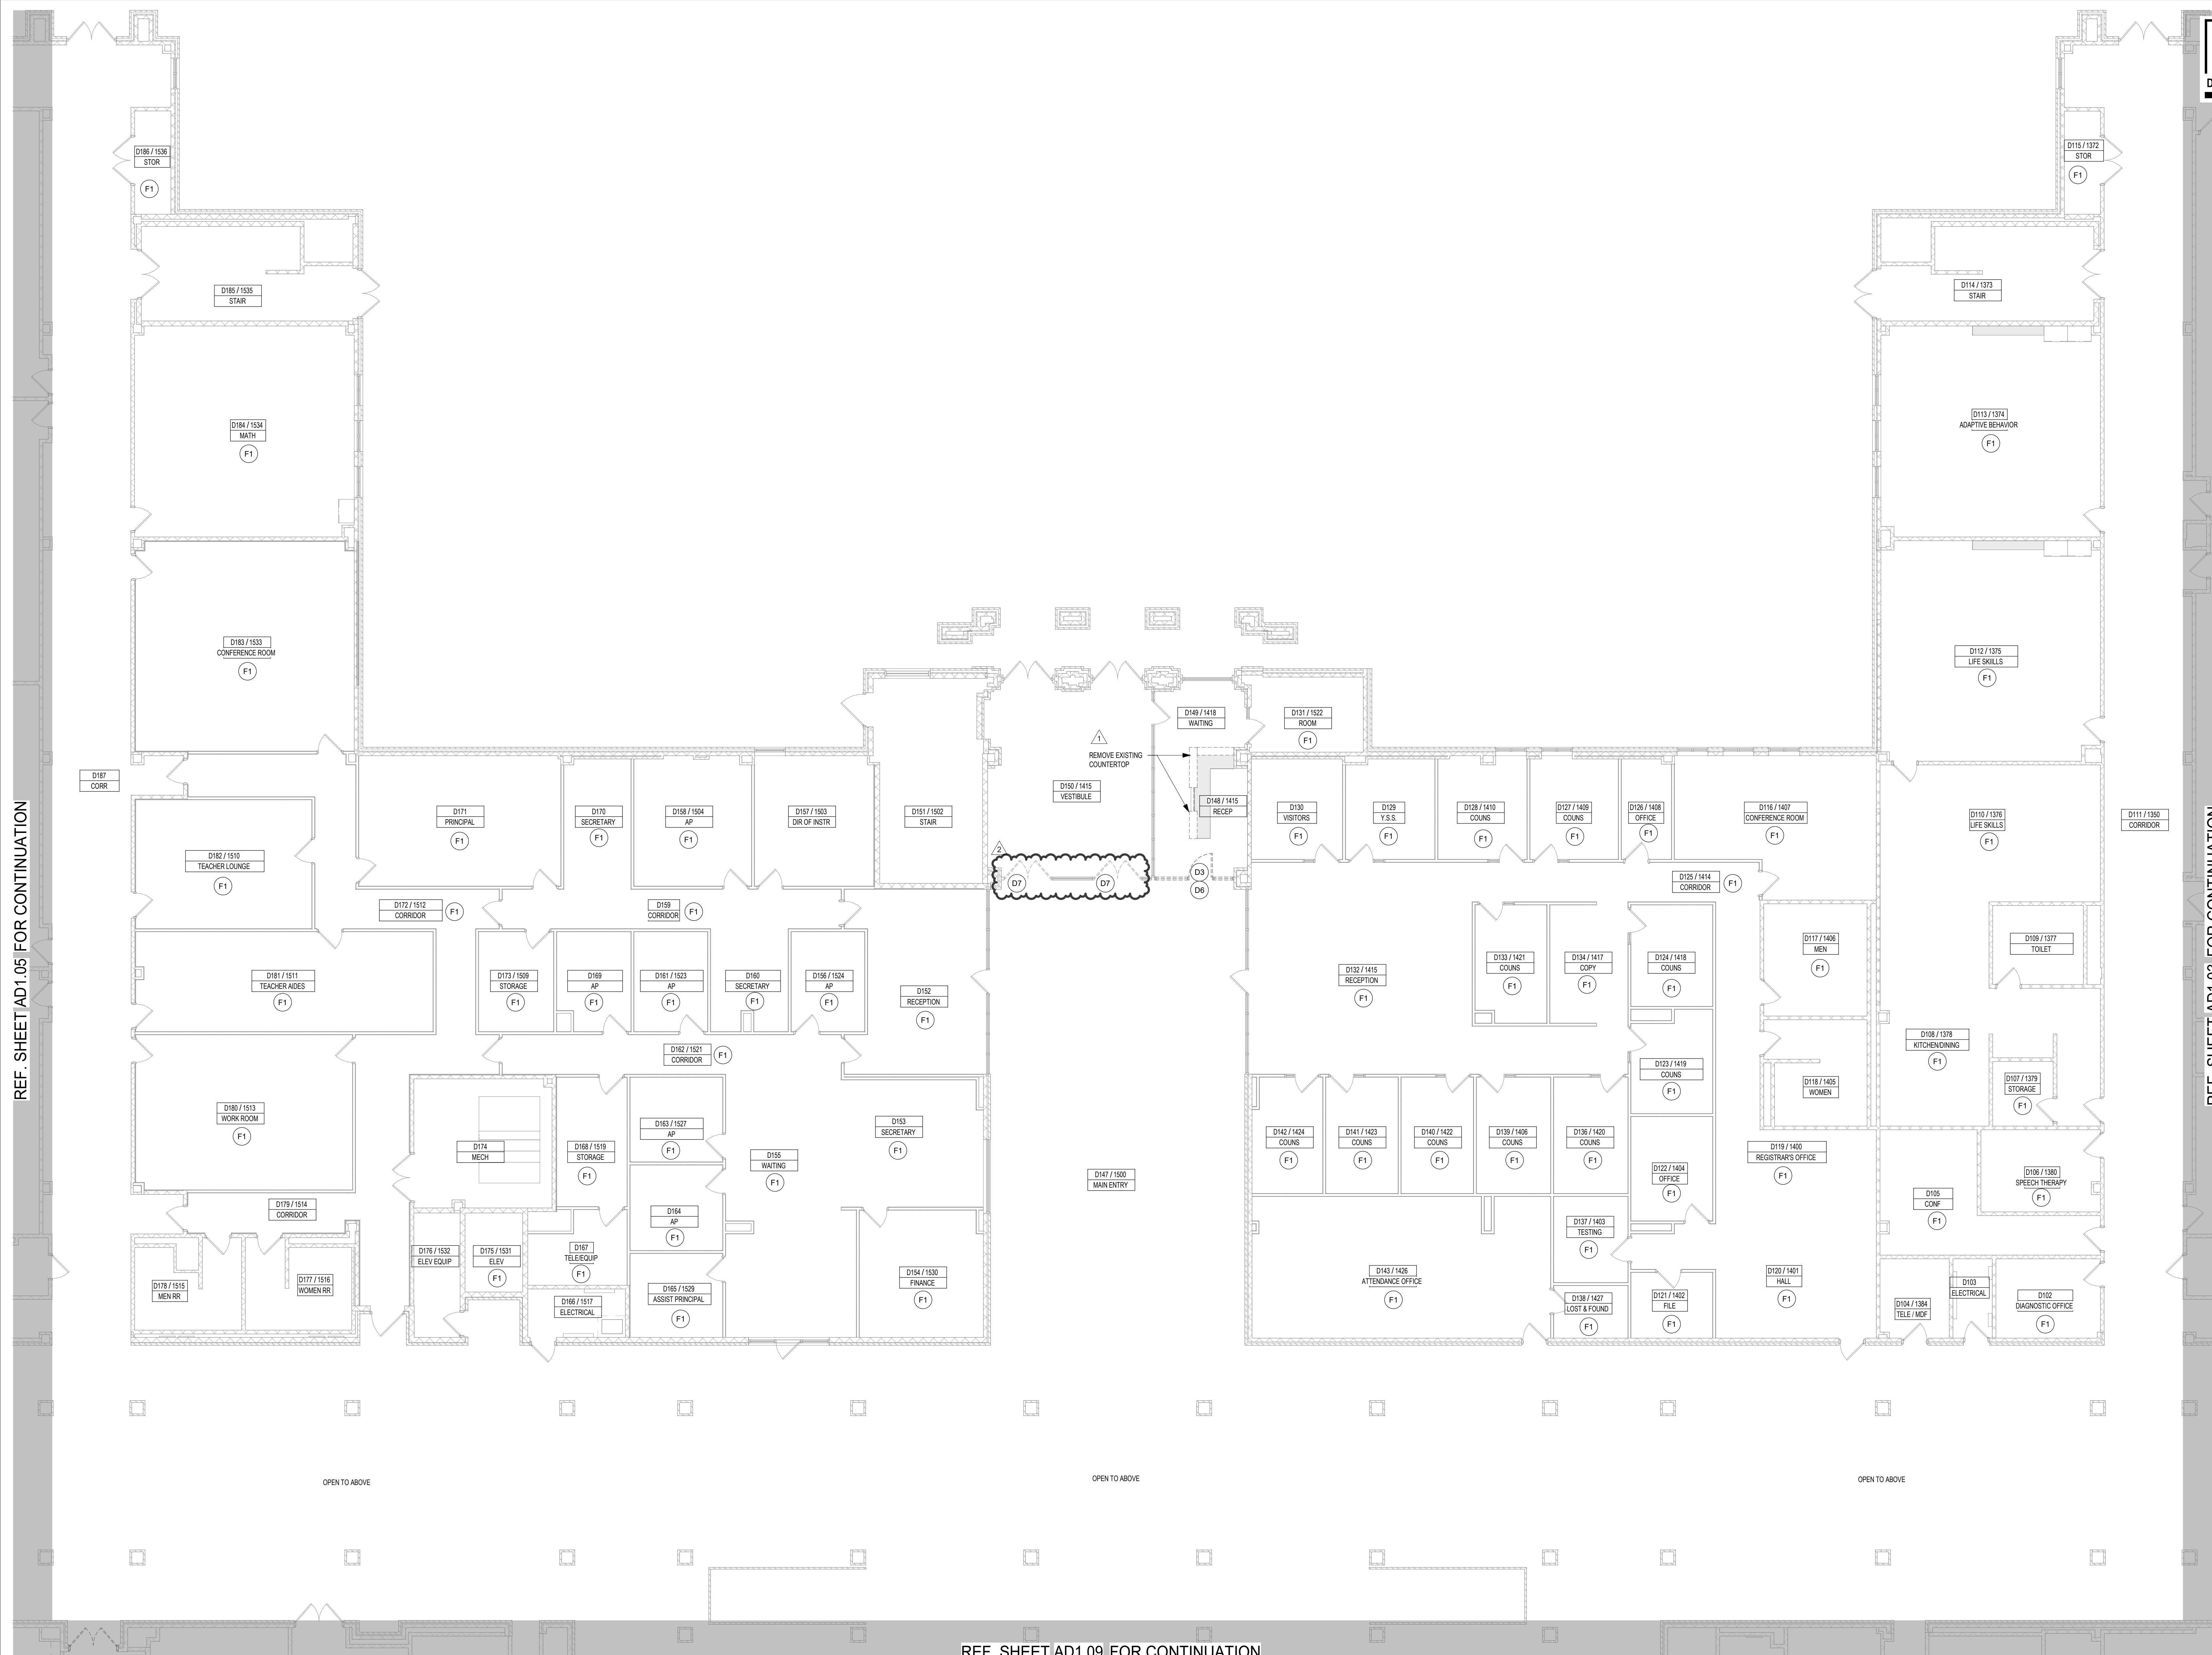 D
D186 / 1536
STOR
F1
D115 / 1372
STOR
F1
D185 / 1535
STAIR
D114 / 1373
STAIR
D184 / 1534
MATH
F1
D113 / 1374
ADAPTIVE BEHAVIOR
F1
D183 / 1533
CONFERENCE ROOM
F1
D112 / 1375
LIFE SKIILLS
F1
D149 / 1418
WAITING
D131 / 1522
ROOM
F1
1
REMOVE EXISTING
COUNTERTOP
D187
CORR
D150 / 1415
VESTIBULE
D148 / 1415
RECEP
D171
PRINCIPAL
F1
D170
SECRETARY
F1
D158 / 1504
AP
F1
D157 / 1503
DIR OF INSTR
D151 / 1502
STAIR
D130
VISITORS
F1
D129
Y.S.S.
F1
D128 / 1410
COUNS
F1
D127 / 1409
COUNS
F1
D126 / 1408
OFFICE
F1
D116 / 1407
CONFERENCE ROOM
F1
D110 / 1376
LIFE SKILLS
F1
D111 / 1350
CORRIDOR
D182 / 1510
TEACHER LOUNGE
F1
2
D7
D7
D3
D6
D125 / 1414
CORRIDOR
F1
D172 / 1512
CORRIDOR
F1
D159
CORRIDOR
F1
D117 / 1406
MEN
F1
D109 / 1377
TOILET
D181 / 1511
TEACHER AIDES
F1
D173 / 1509
STORAGE
F1
D169
AP
F1
D161 / 1523
AP
F1
D160
SECRETARY
F1
D156 / 1524
AP
F1
D152
RECEPTION
F1
D132 / 1415
RECEPTION
F1
D133 / 1421
COUNS
F1
D134 / 1417
COPY
F1
D124 / 1418
COUNS
F1
D108 / 1378
KITCHEN/DINING
F1
D162 / 1521
CORRIDOR
F1
D123 / 1419
COUNS
F1
D118 / 1405
WOMEN
D107 / 1379
STORAGE
F1
D180 / 1513
WORK ROOM
F1
D174
MECH
D168 / 1519
STORAGE
F1
D163 / 1527
AP
F1
D153
SECRETARY
F1
D155
WAITING
F1
D147 / 1500
MAIN ENTRY
D142 / 1424
COUNS
F1
D141 / 1423
COUNS
F1
D140 / 1422
COUNS
F1
D139 / 1406
COUNS
F1
D136 / 1420
COUNS
F1
D122 / 1404
OFFICE
F1
D119 / 1400
REGISTRAR'S OFFICE
F1
D106 / 1380
SPEECH THERAPY
F1
D105
CONF
F1
D179 / 1514
CORRIDOR
D164
AP
F1
D137 / 1403
TESTING
F1
D178 / 1515
MEN RR
D177 / 1516
WOMEN RR
D176 / 1532
ELEV EQUIP
D175 / 1531
ELEV
F1
D167
TELE/EQUIP
F1
D166 / 1517
ELECTRICAL
D165 / 1529
ASSIST PRINCIPAL
F1
D154 / 1530
FINANCE
F1
D143 / 1426
ATTENDANCE OFFICE
F1
D138 / 1427
LOST & FOUND
F1
D121 / 1402
FILE
F1
D120 / 1401
HALL
F1
D104 / 1384
TELE / MDF
D103
ELECTRICAL
D102
DIAGNOSTIC OFFICE
F1
OPEN TO ABOVE
OPEN TO ABOVE
OPEN TO ABOVE
REF. SHEET AD1.05 FOR CONTINUATION
REF. SHEET AD1.03 FOR CONTINUATION
REF. SHEET AD1.09 FOR CONTINUATION